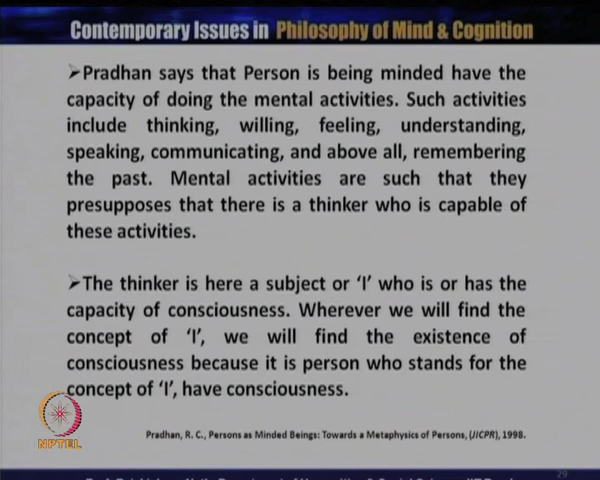 Contemporary Issues in Philosophy of Mind & Cognition
➤Pradhan says that Person is being minded have the
capacity of doing the mental activities. Such activities
include thinking, willing, feeling, understanding,
speaking, communicating, and above all, remembering
the past. Mental activities are such that they
presupposes that there is a thinker who is capable of
these activities.
➤The thinker is here a subject or ‘I’ who is or has the
capacity of consciousness. Wherever we will find the
concept of ‘I’, we will find the existence of
consciousness because it is person who stands for the
concept of ‘I’, have consciousness.
NPTEL
Pradhan, R. C., Persons as Minded Beings: Towards a Metaphysics of Persons, (JICPR), 1998.
29